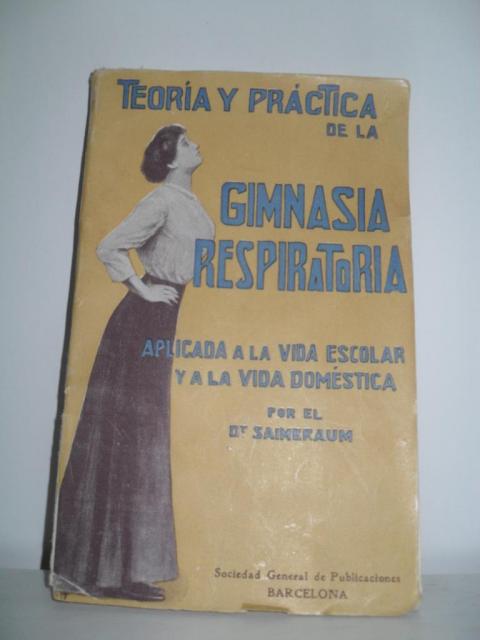 TEORÍA Y PRÁCTICA
DE LA
GIMNASIA
RESPIRATORIA
APLICADA A LA VIDA ESCOLAR
Y A LA VIDA DOMÉSTICA
POR EL
Dr SAIMBRAUM
Sociedad General de Publicaciones
BARCELONA